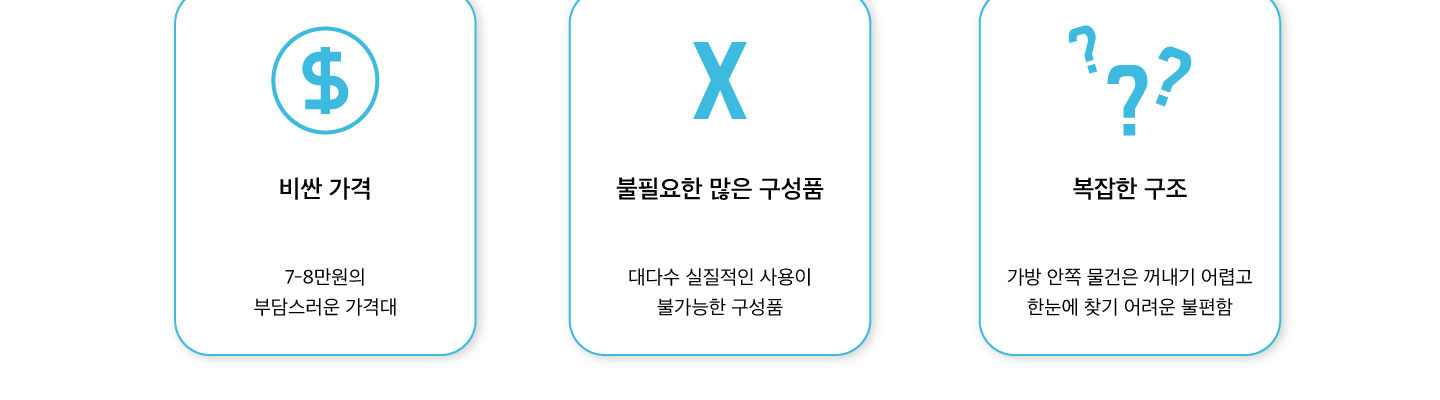 $
X
? ? ?
비싼 가격
불필요한 많은 구성품
복잡한 구조
7-8만원의
부담스러운 가격대
대다수 실질적인 사용이
불가능한 구성품
가방 안쪽 물건은 꺼내기 어렵고
한눈에 찾기 어려운 불편함